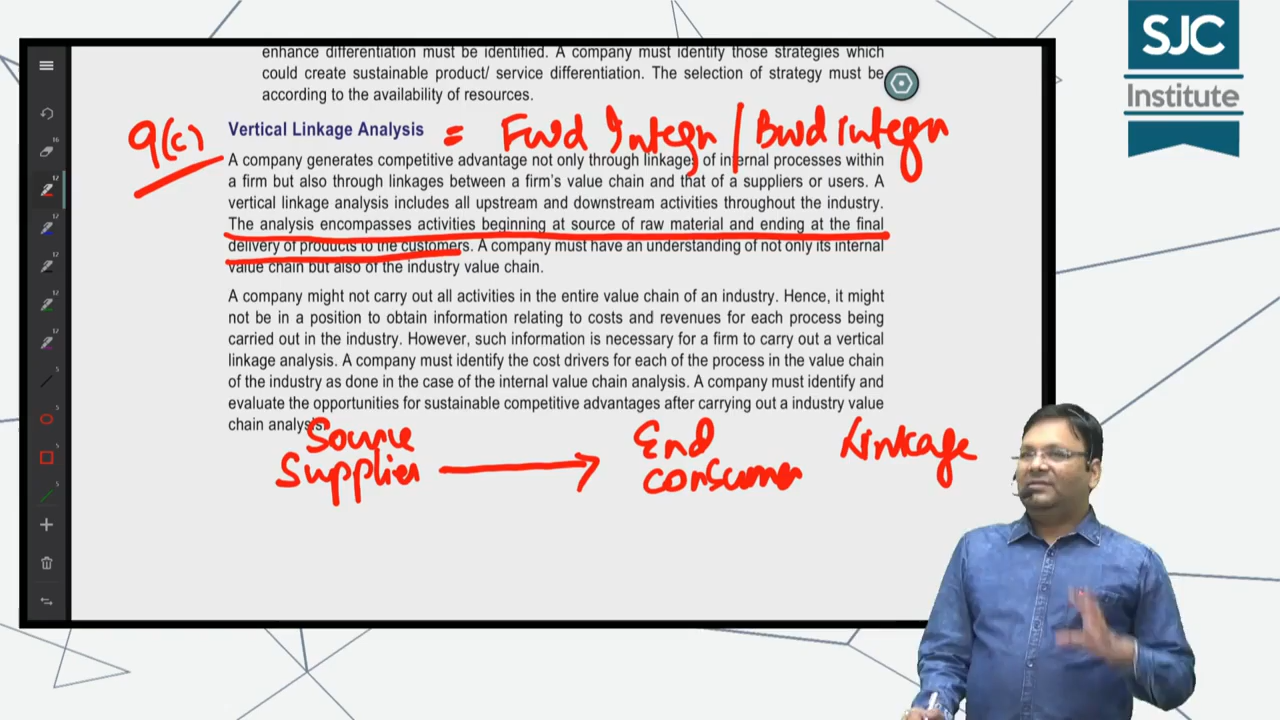 SJC
Institute
enhance differentiation must be identified. A company must identify those strategies which
could create sustainable product/ service differentiation. The selection of strategy must be
according to the availability of resources.
9(c)
Vertical Linkage Analysis = Fwd Integn / Bwd integn
A company generates competitive advantage not only through linkages of internal processes within
a firm but also through linkages between a firm's value chain and that of a suppliers or users. A
vertical linkage analysis includes all upstream and downstream activities throughout the industry.
The analysis encompasses activities beginning at source of raw material and ending at the final
delivery of products to the customers. A company must have an understanding of not only its internal
value chain but also of the industry value chain.
A company might not carry out all activities in the entire value chain of an industry. Hence, it might
not be in a position to obtain information relating to costs and revenues for each process being
carried out in the industry. However, such information is necessary for a firm to carry out a vertical
linkage analysis. A company must identify the cost drivers for each of the process in the value chain
of the industry as done in the case of the internal value chain analysis. A company must identify and
evaluate the opportunities for sustainable competitive advantages after carrying out a industry value
chain analysis.
Source End Linkage
Supplier consumer